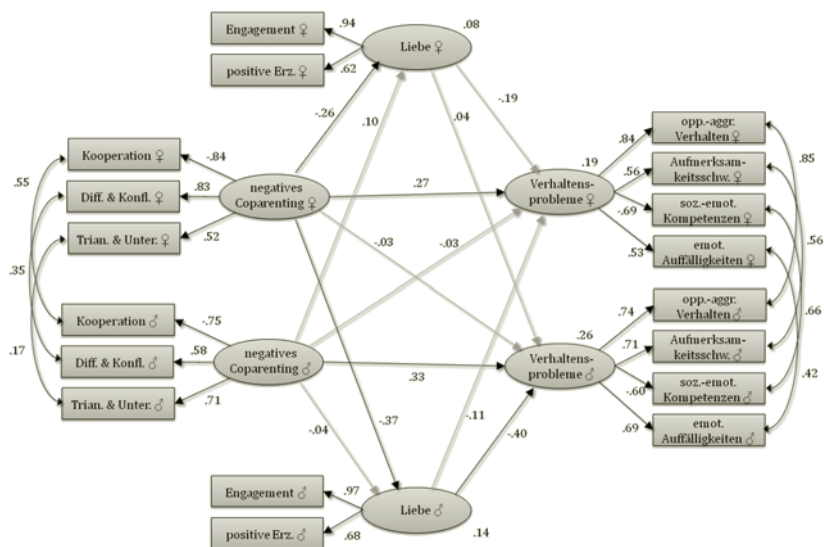 Engagement ♀
.94
.08
Liebe ♀
positive Erz. ♀
.62
-.26
.10
.04
-.19
opp.-aggr.
Verhalten ♀
.84
.19
.85
Kooperation ♀
-.84
.55
negatives
Coparenting ♀
.27
Verhaltens-
probleme ♀
.56
Aufmerksam-
keitsschw. ♀
Diff. & Konfl. ♀
.83
-.69
soz.-emot.
Kompetenzen ♀
Trian. & Unter. ♀
.52
.53
emot.
Auffälligkeiten ♀
.56
-.03
-.03
.35
.74
opp.-aggr.
Verhalten ♂
.66
Kooperation ♂
-.75
.26
.71
Aufmerksam-
keitsschw. ♂
.17
Diff. & Konfl. ♂
.58
negatives
Coparenting ♂
.33
Verhaltens-
probleme ♂
-.60
soz.-emot.
Kompetenzen ♂
.42
Trian. & Unter. ♂
.71
.69
emot.
Auffälligkeiten ♂
-.04
-.37
-.11
-.40
Engagement ♂
.97
Liebe ♂
positive Erz. ♂
.68
.14